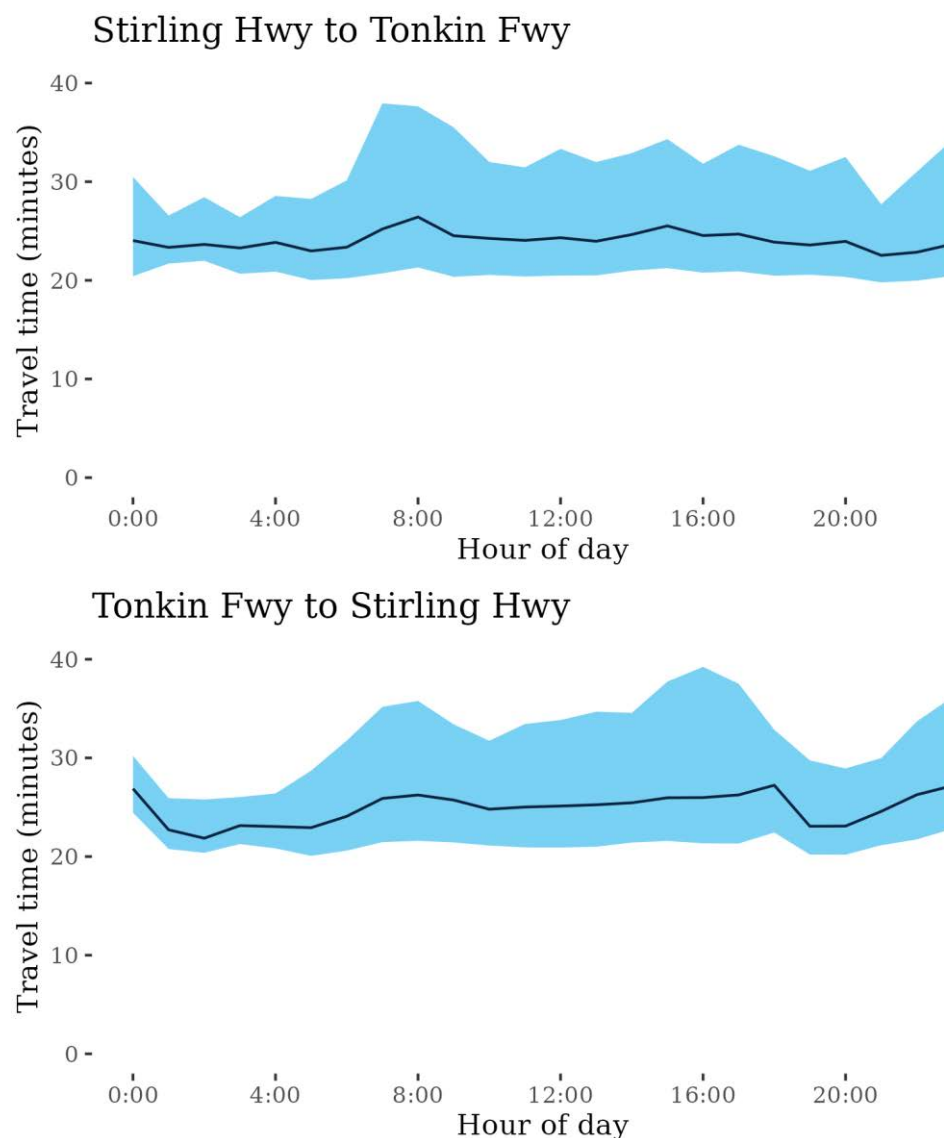 Stirling Hwy to Tonkin Fwy
Travel time (minutes)
40
30
20
10
0
0:00 4:00 8:00 12:00 16:00 20:00
Hour of day
Tonkin Fwy to Stirling Hwy
Travel time (minutes)
40
30
20
10
0
0:00 4:00 8:00 12:00 16:00 20:00
Hour of day